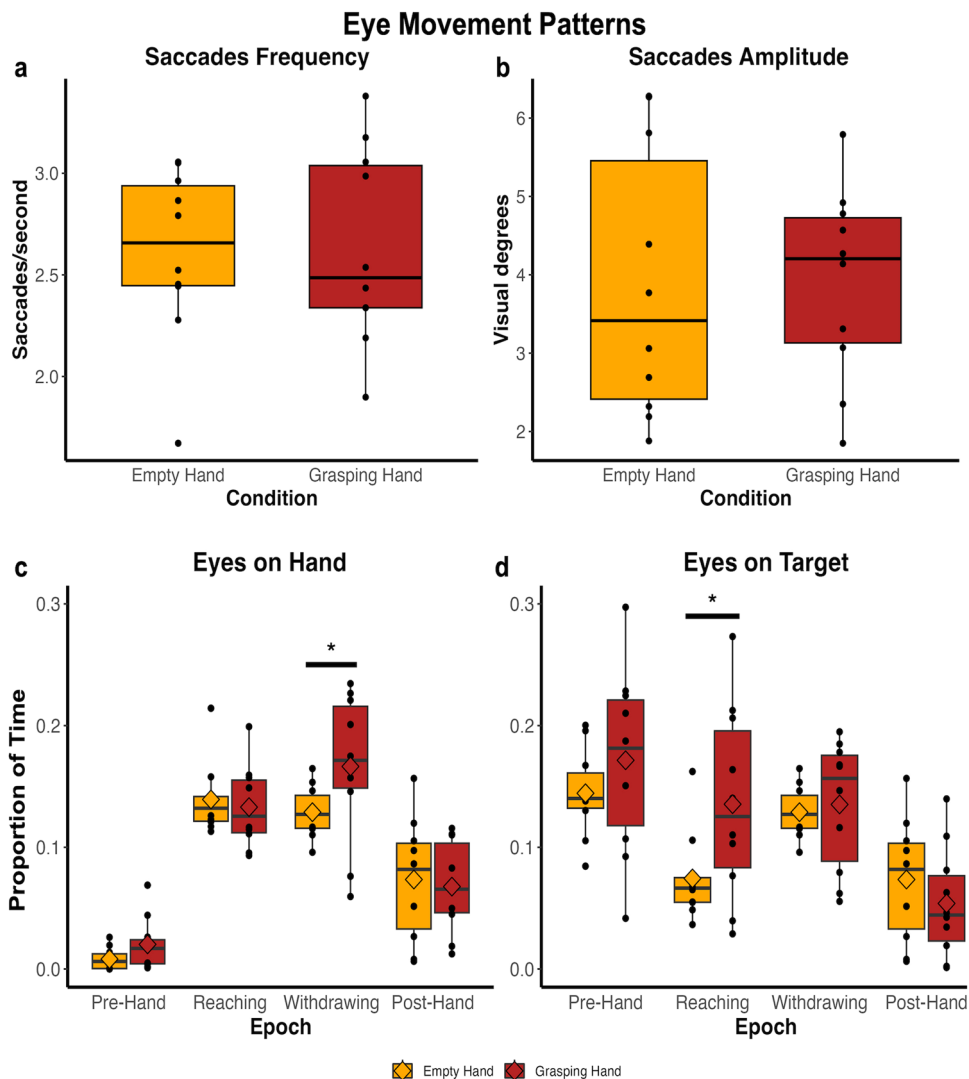 Eye Movement Patterns
a
Saccades Frequency
Saccades/second
3.0
2.5
2.0
Empty Hand
Grasping Hand
Condition
b
Saccades Amplitude
Visual degrees
6
5
4
3
2
Empty Hand
Grasping Hand
Condition
c
Eyes on Hand
Proportion of Time
0.3
0.2
0.1
0.0
*
Pre-Hand
Reaching
Withdrawing
Post-Hand
Epoch
d
Eyes on Target
0.3
0.2
0.1
0.0
*
Pre-Hand
Reaching
Withdrawing
Post-Hand
Epoch
Empty Hand
Grasping Hand